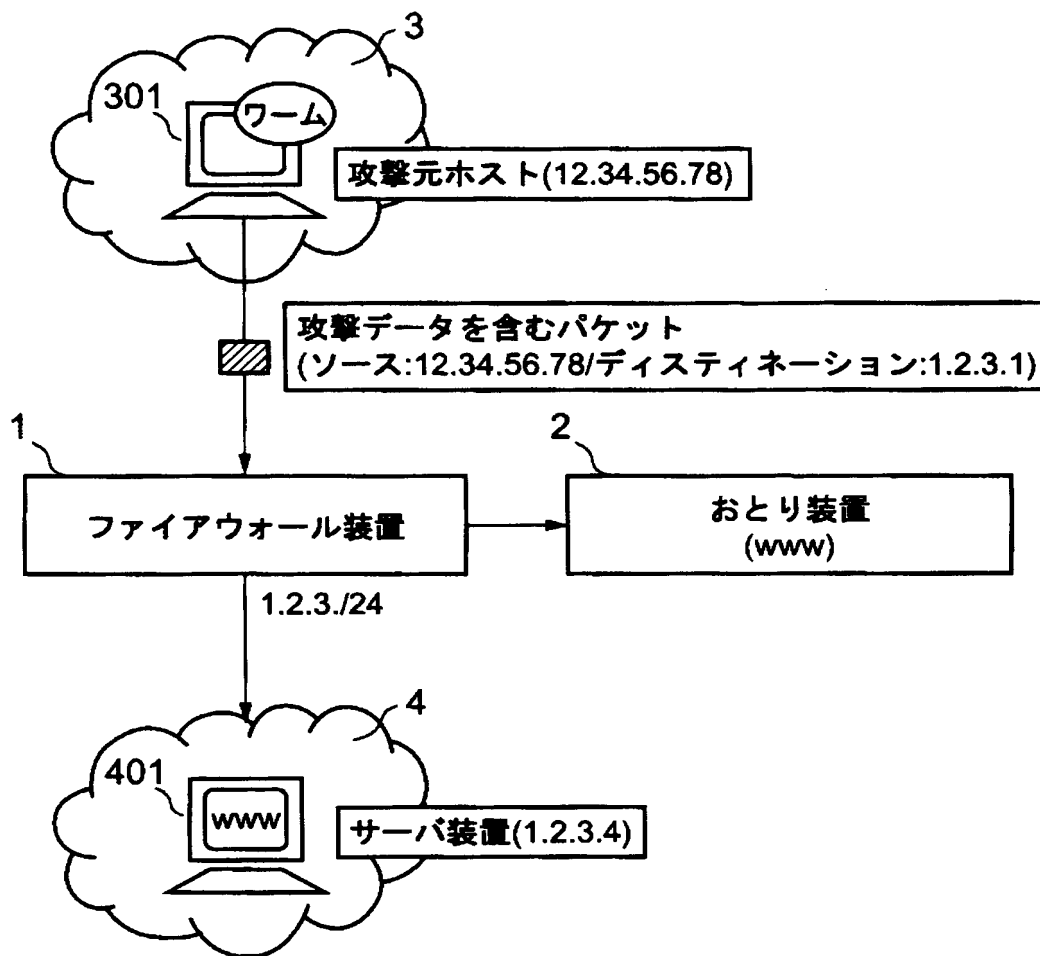 3
301
ワーム
攻撃元ホスト(12.34.56.78)
攻撃データを含むパケット
(ソース:12.34.56.78/ディスティネーション:1.2.3.1)
1
2
ファイアウォール装置
おとり装置
(www)
1.2.3./24
4
401
www
サーバ装置(1.2.3.4)